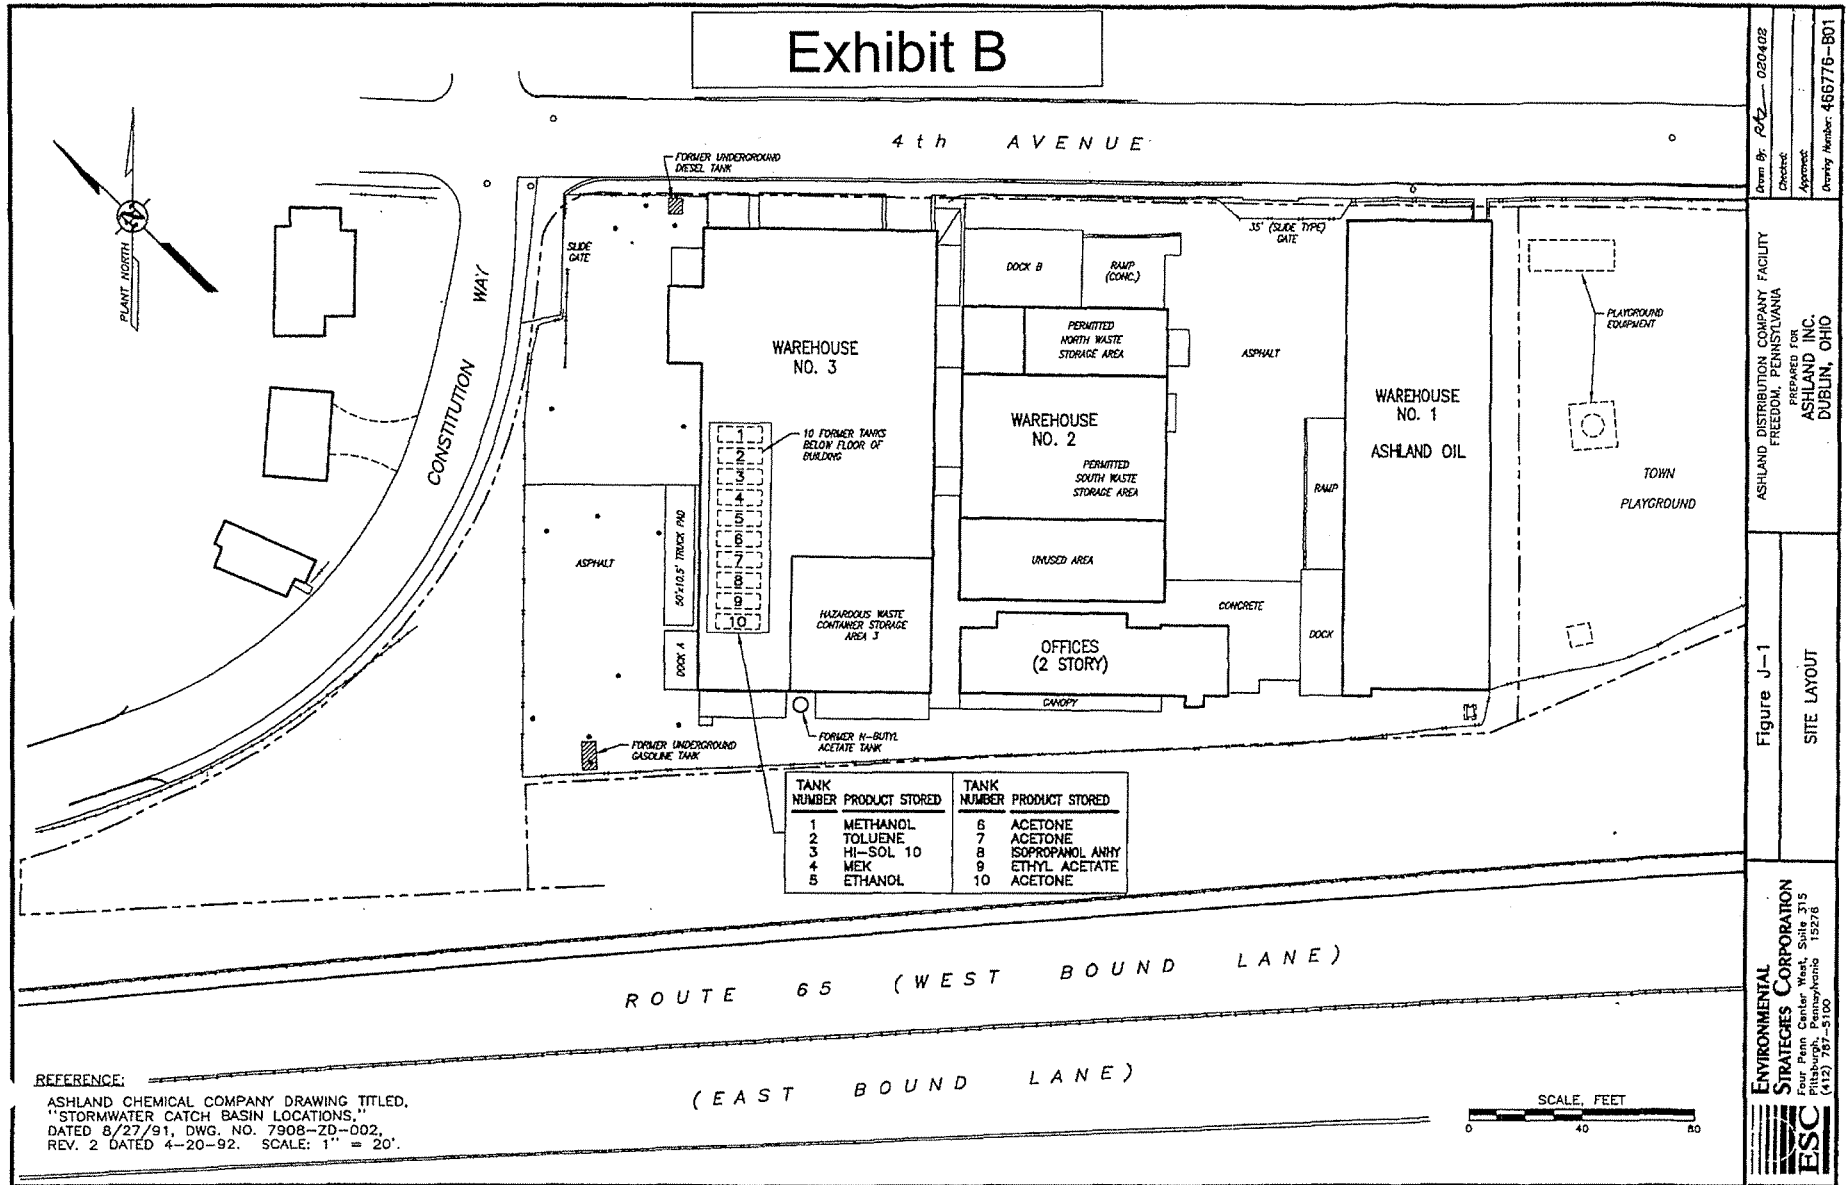 Exhibit B
4th AVENUE
FORMER UNDERGROUND
DIESEL TANK
PLANT NORTH
CONSTITUTION WAY
SLIDE
GATE
WAREHOUSE
NO. 3
DOCK B
RAMP
(CONC.)
35' (SLIDE TYPE)
GATE
PERMITTED
NORTH WASTE
STORAGE AREA
ASPHALT
PLAYGROUND
EQUIPMENT
WAREHOUSE
NO. 1
ASHLAND OIL
WAREHOUSE
NO. 2
PERMITTED
SOUTH WASTE
STORAGE AREA
10 FORMER TANKS
BELOW FLOOR OF
BUILDING
1
2
3
4
5
6
7
8
9
10
RAMP
TOWN
PLAYGROUND
ASPHALT
50'x10.5' TRUCK PAD
UNUSED AREA
HAZARDOUS WASTE
CONTAINER STORAGE
AREA 3
CONCRETE
DOCK
DOCK A
OFFICES
(2 STORY)
CANOPY
FORMER UNDERGROUND
GASOLINE TANK
FORMER N-BUTYL
ACETATE TANK
TANK NUMBER PRODUCT STORED TANK NUMBER PRODUCT STORED
1 METHANOL 6 ACETONE
2 TOLUENE 7 ACETONE
3 HI-SOL 10 8 ISOPROPANOL ANHY
4 MEK 9 ETHYL ACETATE
5 ETHANOL 10 ACETONE
ROUTE 65 (WEST BOUND LANE)
(EAST BOUND LANE)
REFERENCE:
ASHLAND CHEMICAL COMPANY DRAWING TITLED,
"STORMWATER CATCH BASIN LOCATIONS,"
DATED 8/27/91, DWG. NO. 7908-ZD-002,
REV. 2 DATED 4-20-92. SCALE: 1" = 20'.
SCALE, FEET
0 40 80
Drawn By: 020402
Checked:
Approved:
Drawing Number: 466776-B01
ASHLAND DISTRIBUTION COMPANY FACILITY
FREEDOM, PENNSYLVANIA
PREPARED FOR
ASHLAND INC.
DUBLIN, OHIO
Figure J-1
SITE LAYOUT
ENVIRONMENTAL
STRATEGIES CORPORATION
Four Penn Center West, Suite 315
Pittsburgh, Pennsylvania 15276
(412) 787-5100
ESC